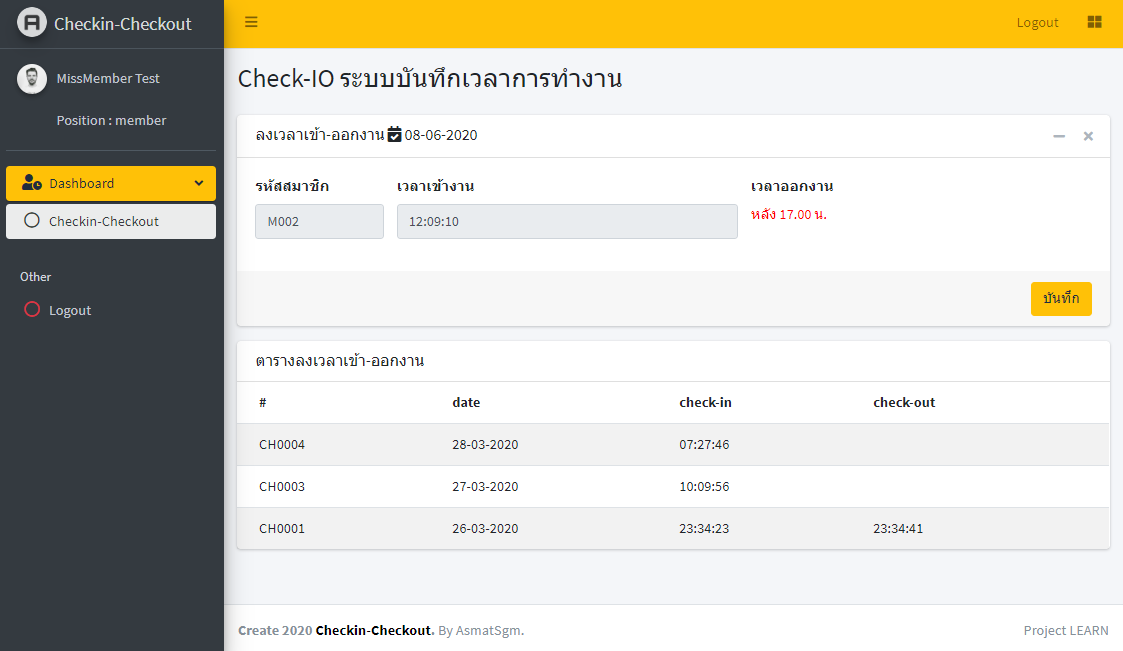 Checkin-Checkout
Logout
MissMember Test
Position : member
Dashboard
Checkin-Checkout
Other
Logout
Check-IO ระบบบันทึกเวลาการทำงาน
ลงเวลาเข้า-ออกงาน 08-06-2020
รหัสสมาชิก เวลาเข้างาน เวลาออกงาน
M002 12:09:10 หลัง 17.00 น.
บันทึก
ตารางลงเวลาเข้า-ออกงาน
# date check-in check-out
CH0004 28-03-2020 07:27:46
CH0003 27-03-2020 10:09:56
CH0001 26-03-2020 23:34:23 23:34:41
Create 2020 Checkin-Checkout. By AsmatSgm. Project LEARN